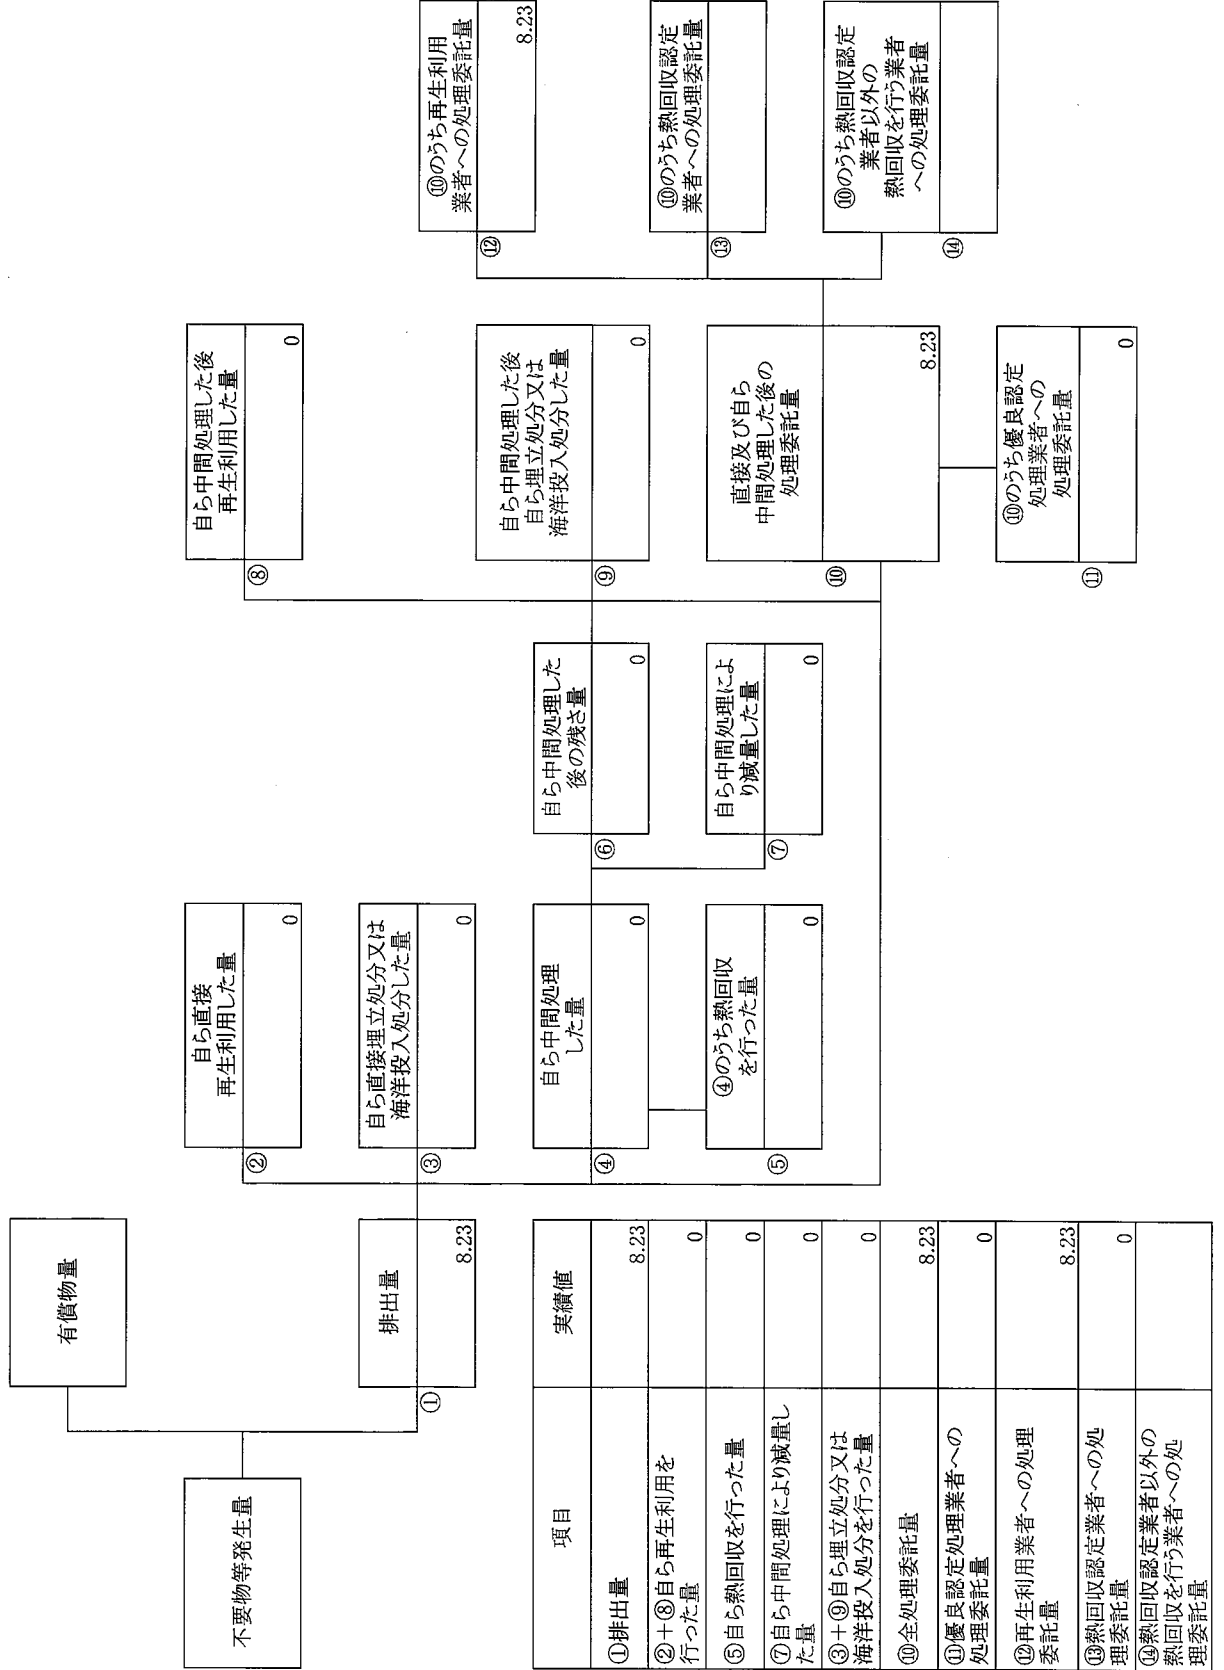 不要物等発生量
有償物量
排出量
①
8.23
自ら直接
再生利用した量
②
0
自ら直接埋立処分又は
海洋投入処分した量
③
0
自ら中間処理
した量
④
0
④のうち熱回収
を行った量
⑤
0
自ら中間処理した
後の残さ量
⑥
0
自ら中間処理によ
り減量した量
⑦
0
自ら中間処理した後
再生利用した量
⑧
0
自ら中間処理した後
自ら埋立処分又は
海洋投入処分した量
⑨
0
直接及び自ら
中間処理した後の
処理委託量
⑩
8.23
⑩のうち優良認定
処理業者への
処理委託量
⑪
0
⑩のうち再生利用
業者への処理委託量
⑫
8.23
⑩のうち熱回収認定
業者への処理委託量
⑬
⑩のうち熱回収認定
業者以外の
熱回収を行う業者
への処理委託量
⑭
項目 実績値
①排出量 8.23
②+⑧自ら再生利用を
行った量 0
⑤自ら熱回収を行った量 0
⑦自ら中間処理により減量し
た量 0
③+⑨自ら埋立処分又は
海洋投入処分を行った量 0
⑩全処理委託量 8.23
⑪優良認定処理業者への
処理委託量 0
⑫再生利用業者への処理
委託量 8.23
⑬熱回収認定業者への処
理委託量 0
⑭熱回収認定業者以外の
熱回収を行う業者への処
理委託量